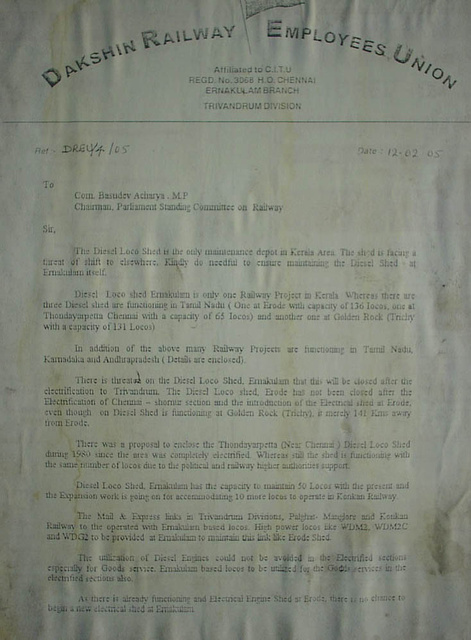 DAKSHIN RAILWAY EMPLOYEES UNION
Affiliated to C.I.T.U
REGD. No. 3066 H.O. CHENNAI
ERNAKULAM BRANCH
TRIVANDRUM DIVISION
Ref - DREU/4 /05 Date : 12-02 05
To
Com. Basudev Acharya . M.P
Chairman, Parliament Standing Committee on Railway
Sir,
The Diesel Loco Shed is the only maintenance depot in Kerala Area. The shed is facing a
threat of shift to elsewhere. Kindly do needful to ensure maintaining the Diesel Shed at
Ernakulam itself.
Diesel Loco shed Ernakulam is only one Railway Project in Kerala. Whereas there are
three Diesel shed are functioning in Tamil Nadu ( One at Erode with capacity of 136 locos, one at
Thondayarpetta Chennai with a capacity of 65 locos) and another one at Golden Rock (Trichy
with a capacity of 131 Locos)
In addition of the above many Railway Projects are functioning in Tamil Nadu,
Karnadaka and Andhrapradesh ( Details are enclosed).
There is threat on the Diesel Loco Shed, Ernakulam that this will be closed after the
electrification to Trivandrum. The Diesel Loco shed, Erode has not been closed after the
Electrification of Chennai – shornur section and the introduction of the Electrical shed at Erode,
even though on Diesel Shed is functioning at Golden Rock (Trichy), it merely 141 Kms away
from Erode.
There was a proposal to enclose the Thondayarpetta (Near Chennai ) Diesel Loco Shed
during 1980 since the area was completely electrified. Whereas still the shed is functioning with
the same number of locos due to the political and railway higher authorities support.
Diesel Loco Shed, Ernakulam has the capacity to maintain 50 Locos with the present and
the Expansion work is going on for accommodating 10 more locos to operate in Konkan Railway.
The Mail & Express links in Trivandrum Divisions, Palghat- Manglore and Konkan
Railway to the operated with Ernakulam based locos. High power locos like WDM2, WDM2C
and WDG2 to be provided at Ernakulam to maintain this link like Erode Shed.
The utilization of Diesel Engines could not be avoided in the Electrified sections
especially for Goods service. Ernakulam based locos to be utilized for the Goods services in the
electrified sections also.
As there is already functioning and Electrical Engine Shed at Erode, there is no chance to
begin a new electrical shed at Ernakulam